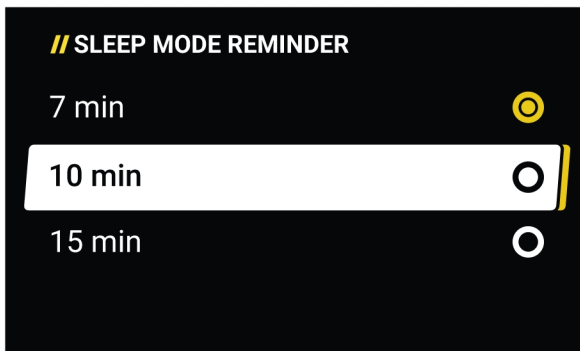 // SLEEP MODE REMINDER
7 min
10 min
15 min